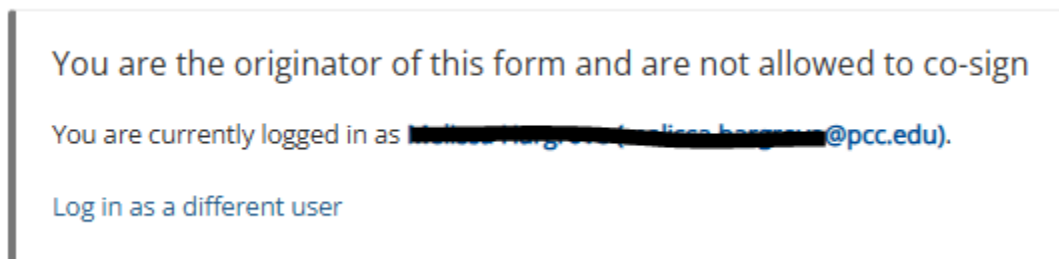 You are the originator of this form and are not allowed to co-sign
You are currently logged in as @pcc.edu).
Log in as a different user